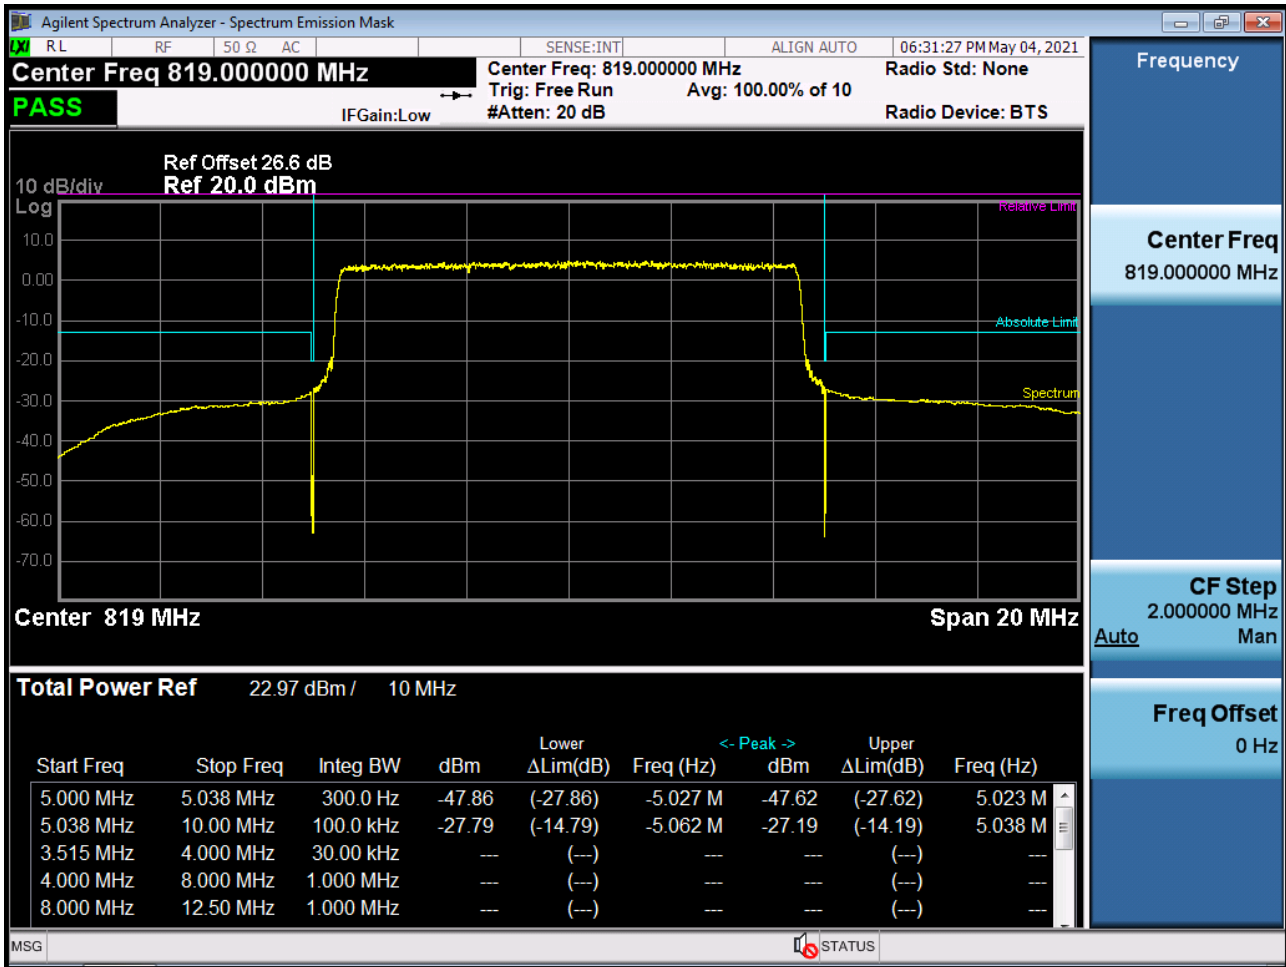 Agilent Spectrum Analyzer - Spectrum Emission Mask
LXI RL RF 50 Ω AC SENSE:INT ALIGN AUTO 06:31:27 PM May 04, 2021
Center Freq 819.000000 MHz
PASS
IFGain:Low
Center Freq: 819.000000 MHz
Trig: Free Run Avg: 100.00% of 10
#Atten: 20 dB
Radio Std: None
Radio Device: BTS
Ref Offset 26.6 dB
10 dB/div Ref 20.0 dBm
Log
Relative Limit
10.0
0.00
-10.0
Absolute Limit
-20.0
-30.0
Spectrum
-40.0
-50.0
-60.0
-70.0
Center 819 MHz Span 20 MHz
Total Power Ref 22.97 dBm / 10 MHz
Lower <- Peak -> Upper
Start Freq Stop Freq Integ BW dBm ΔLim(dB) Freq (Hz) dBm ΔLim(dB) Freq (Hz)
5.000 MHz 5.038 MHz 300.0 Hz -47.86 (-27.86) -5.027 M -47.62 (-27.62) 5.023 M
5.038 MHz 10.00 MHz 100.0 kHz -27.79 (-14.79) -5.062 M -27.19 (-14.19) 5.038 M
3.515 MHz 4.000 MHz 30.00 kHz --- (---) --- --- (---) ---
4.000 MHz 8.000 MHz 1.000 MHz --- (---) --- --- (---) ---
8.000 MHz 12.50 MHz 1.000 MHz --- (---) --- --- (---) ---
MSG STATUS
Frequency
Center Freq
819.000000 MHz
CF Step
2.000000 MHz
Auto Man
Freq Offset
0 Hz